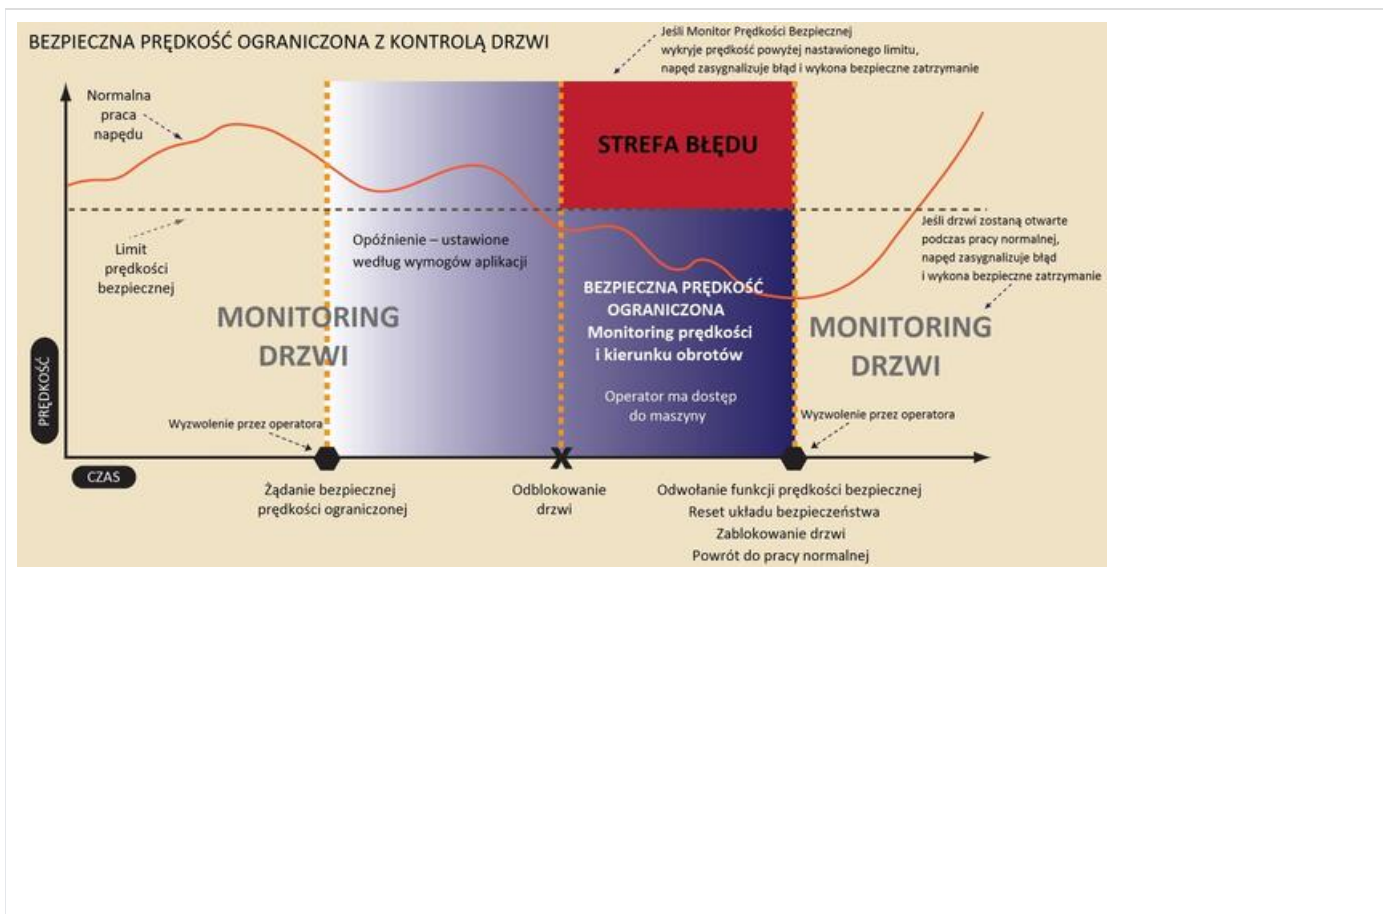 BEZPIECZNA PRĘDKOŚĆ OGRANICZONA Z KONTROLĄ DRZWI
Jeśli Monitor Prędkości Bezpiecznej
wykryje prędkość powyżej nastawionego limitu,
napęd zasygnalizuje błąd i wykona bezpieczne zatrzymanie
Normalna
praca
napędu
STREFA BŁĘDU
Limit
prędkości
bezpiecznej
Opóźnienie – ustawione
według wymogów aplikacji
Jeśli drzwi zostaną otwarte
podczas pracy normalnej,
napęd zasygnalizuje błąd
i wykona bezpieczne zatrzymanie
MONITORING
DRZWI
BEZPIECZNA PRĘDKOŚĆ
OGRANICZONA
Monitoring prędkości
i kierunku obrotów
Operator ma dostęp
do maszyny
MONITORING
DRZWI
PRĘDKOŚĆ
Wyzwolenie przez operatora
Wyzwolenie przez operatora
CZAS
Żądanie bezpiecznej
prędkości ograniczonej
Odblokowanie
drzwi
Odwołanie funkcji prędkości bezpiecznej
Reset układu bezpieczeństwa
Zablokowanie drzwi
Powrót do pracy normalnej